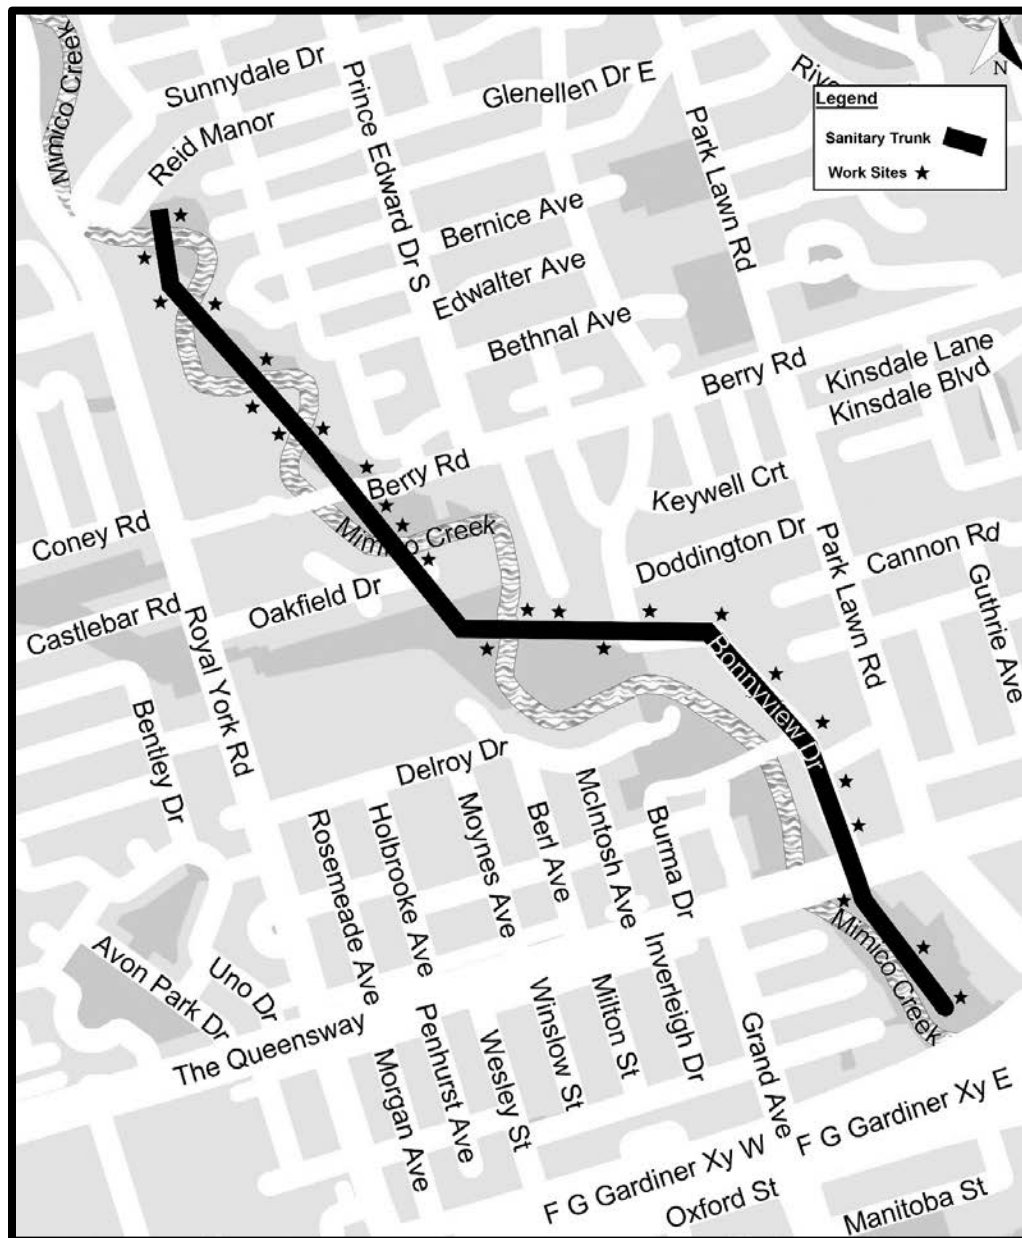 Mimico Creek
Sunnydale Dr
Reid Manor
Prince Edward Dr S
Glenellen Dr E
Park Lawn Rd
N
Legend
Sanitary Trunk
Work Sites
Bernice Ave
Edwalter Ave
Bethnal Ave
Berry Rd
Kinsdale Lane
Kinsdale Blvd
Berry Rd
Mimico Creek
Keywell Crt
Doddington Dr
Park Lawn Rd
Cannon Rd
Guthrie Ave
Coney Rd
Castlebar Rd
Oakfield Dr
Royal York Rd
Bentley Dr
Bonnyview Dr
Delroy Dr
Rosemeade Ave
Holbrooke Ave
Moynes Ave
Berl Ave
McIntosh Ave
Burma Dr
Mimico Creek
Avon Park Dr
Uno Dr
The Queensway
Morgan Ave
Penhurst Ave
Wesley St
Winslow St
Milton St
Inverleigh Dr
Grand Ave
F G Gardiner Xy W
F G Gardiner Xy E
Oxford St
Manitoba St